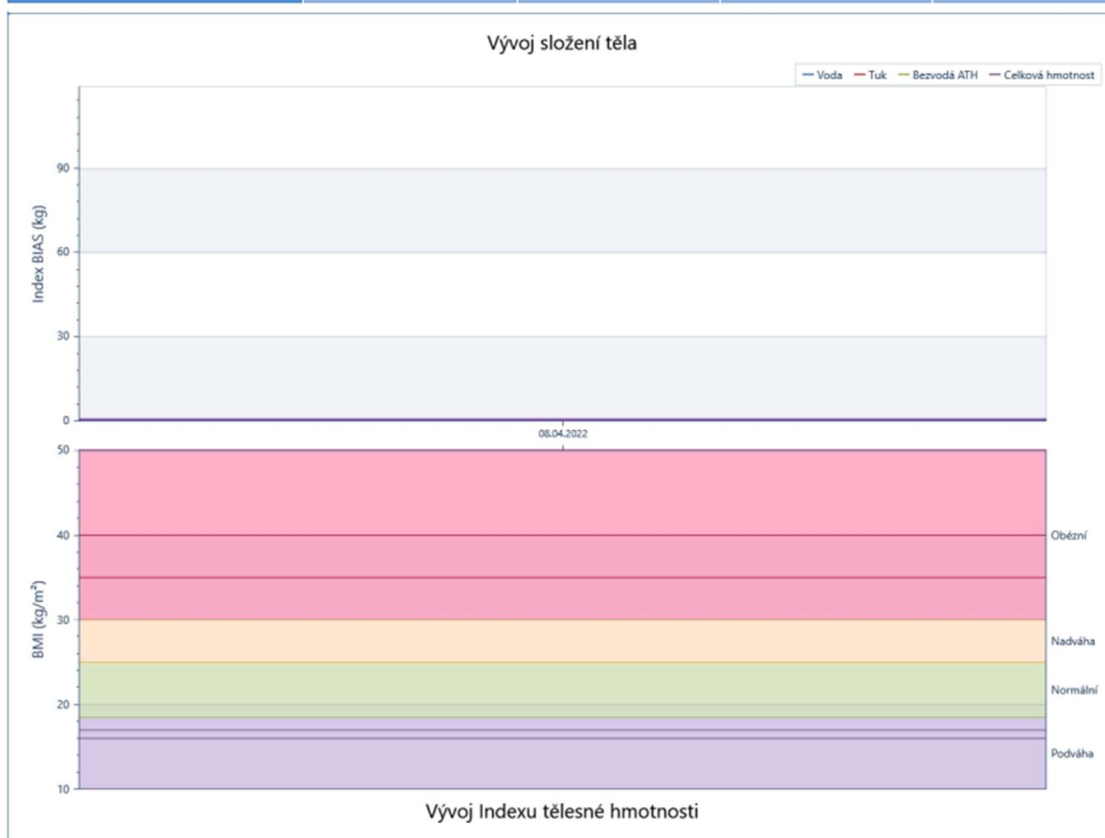 Vývoj složení těla
Voda Tuk Bezvodá ATH Celková hmotnost
Index BIAS (kg)
90
60
30
0
08.04.2022
BMI (kg/m²)
50
40
30
20
10
Obézní
Nadváha
Normální
Podváha
Vývoj Indexu tělesné hmotnosti